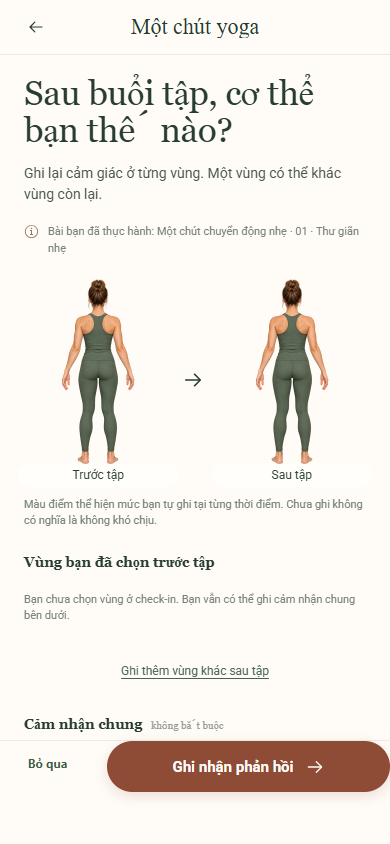 Một chút yoga
Sau buổi tập, cơ thể
bạn thế nào?
Ghi lại cảm giác ở từng vùng. Một vùng có thể khác
vùng còn lại.
Bài bạn đã thực hành: Một chút chuyển động nhẹ · 01 · Thư giãn
nhẹ
Trước tập
Sau tập
Màu điểm thể hiện mức bạn tự ghi tại từng thời điểm. Chưa ghi không
có nghĩa là không khó chịu.
Vùng bạn đã chọn trước tập
Bạn chưa chọn vùng ở check-in. Bạn vẫn có thể ghi cảm nhận chung
bên dưới.
Ghi thêm vùng khác sau tập
Cảm nhận chung không bắt buộc
Bỏ qua
Ghi nhận phản hồi